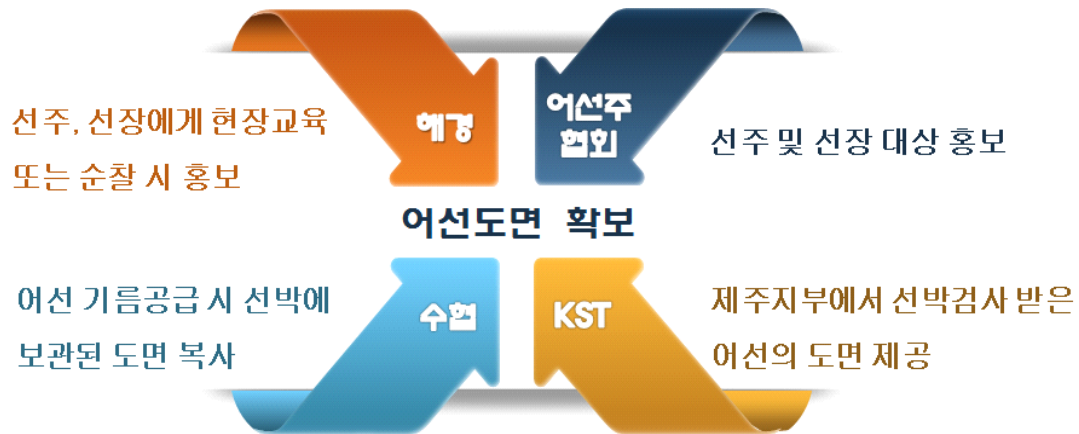 해경
어선주
협회
선주, 선장에게 현장교육
또는 순찰 시 홍보
선주 및 선장 대상 홍보
어선도면 확보
어선 기름공급 시 선박에
보관된 도면 복사
수협
KST
제주지부에서 선박검사 받은
어선의 도면 제공